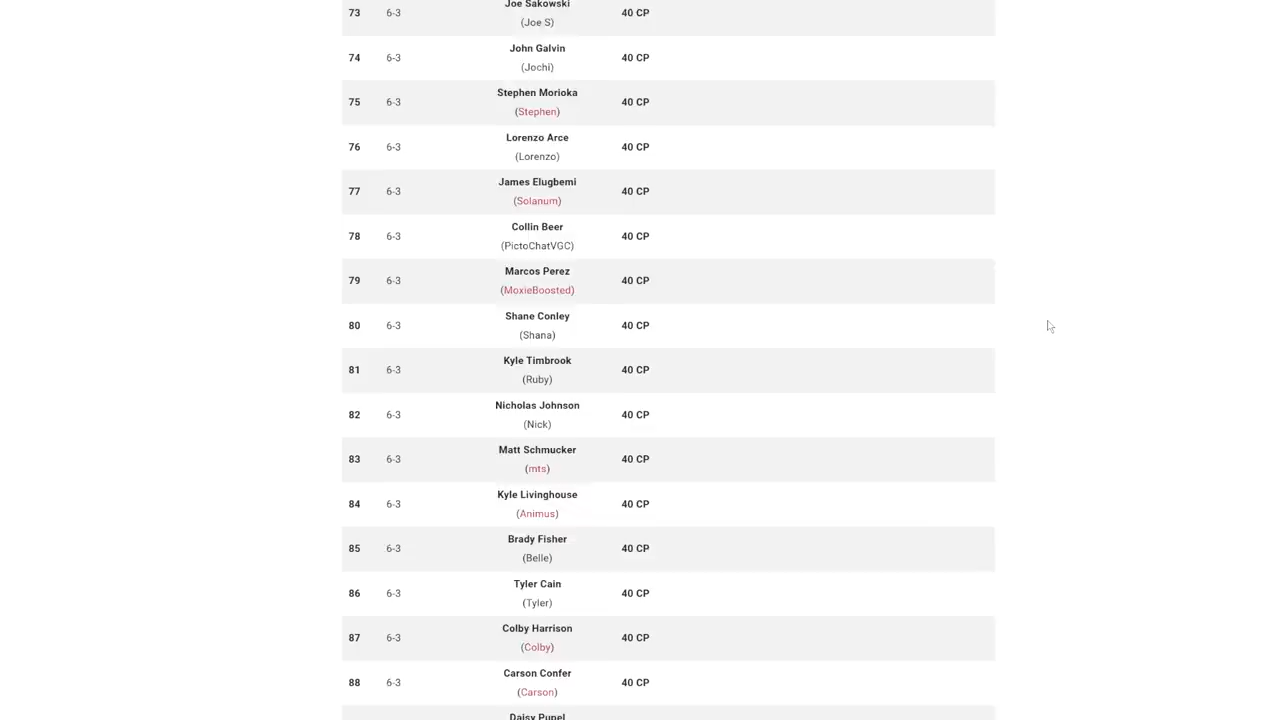 73 6-3 Joe Sakowski (Joe S) 40 CP
74 6-3 John Galvin (Jochi) 40 CP
75 6-3 Stephen Morioka (Stephen) 40 CP
76 6-3 Lorenzo Arce (Lorenzo) 40 CP
77 6-3 James Elugbemi (Solanum) 40 CP
78 6-3 Collin Beer (PictoChatVGC) 40 CP
79 6-3 Marcos Perez (MoxieBoosted) 40 CP
80 6-3 Shane Conley (Shana) 40 CP
81 6-3 Kyle Timbrook (Ruby) 40 CP
82 6-3 Nicholas Johnson (Nick) 40 CP
83 6-3 Matt Schmucker (mts) 40 CP
84 6-3 Kyle Livinghouse (Animus) 40 CP
85 6-3 Brady Fisher (Belle) 40 CP
86 6-3 Tyler Cain (Tyler) 40 CP
87 6-3 Colby Harrison (Colby) 40 CP
88 6-3 Carson Confer (Carson) 40 CP
Daisy Pupel